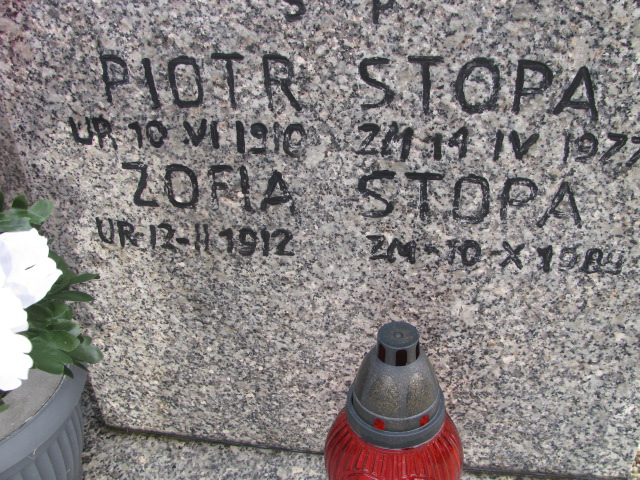 Ś P
PIOTR STOPA
UR. 10 VI 1910 ZM 14 IV 1977
ZOFIA STOPA
UR-12-II 1912 ZM-10-X 1984